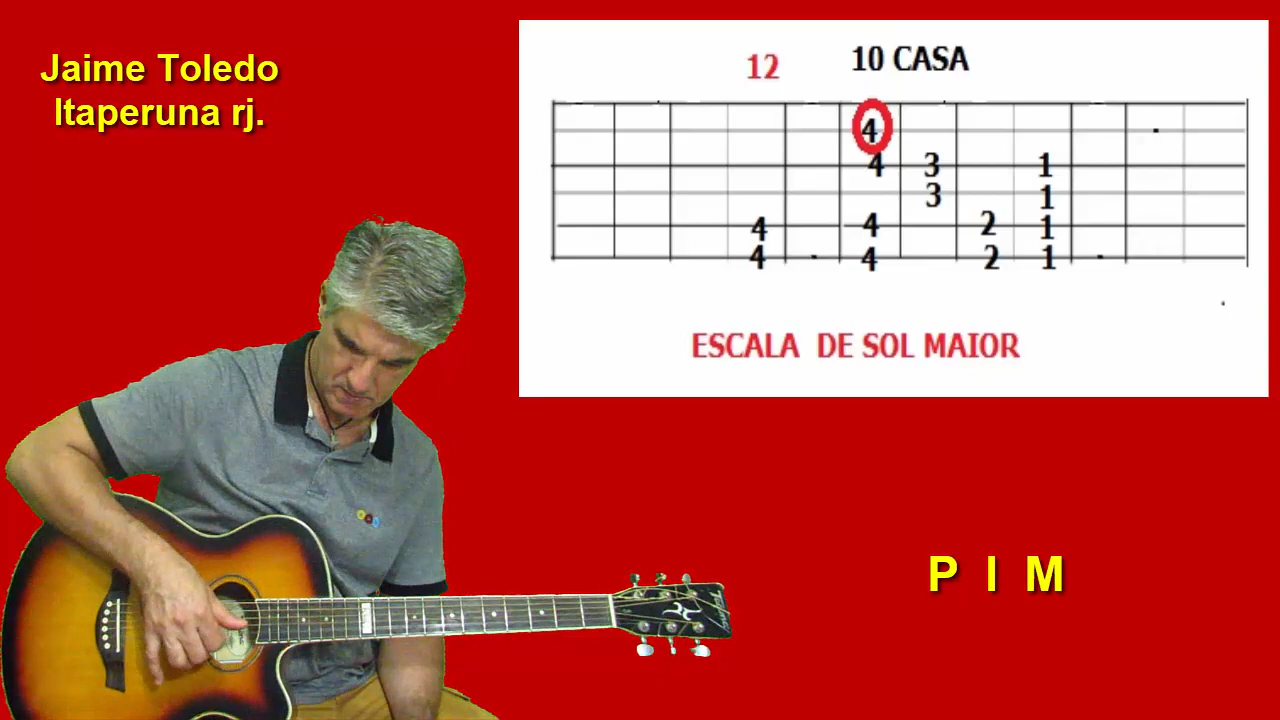 Jaime Toledo
Itaperuna rj.
12 10 CASA
4
4 3 1
3 1
4 4 2 1
4 4 2 1
ESCALA DE SOL MAIOR
P I M